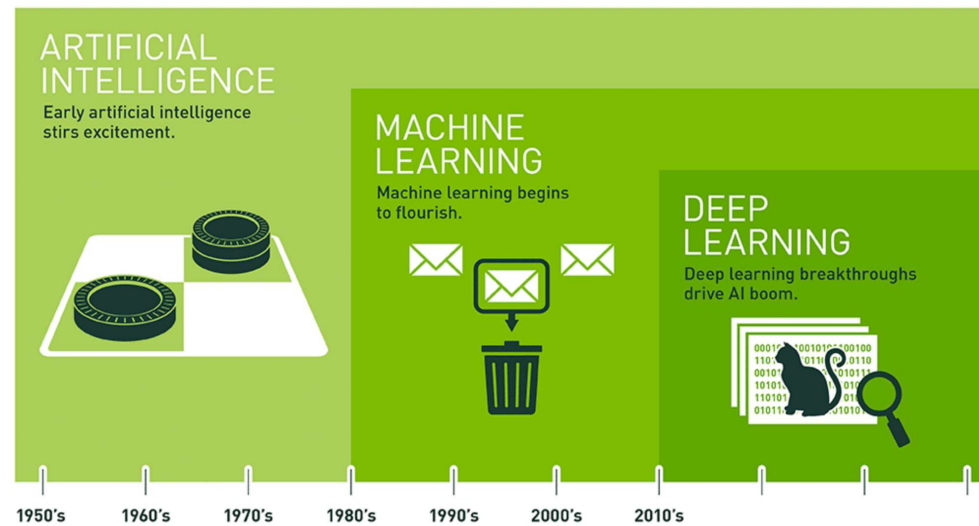 ARTIFICIAL
INTELLIGENCE
Early artificial intelligence
stirs excitement.
MACHINE
LEARNING
Machine learning begins
to flourish.
DEEP
LEARNING
Deep learning breakthroughs
drive AI boom.
1950's 1960's 1970's 1980's 1990's 2000's 2010's